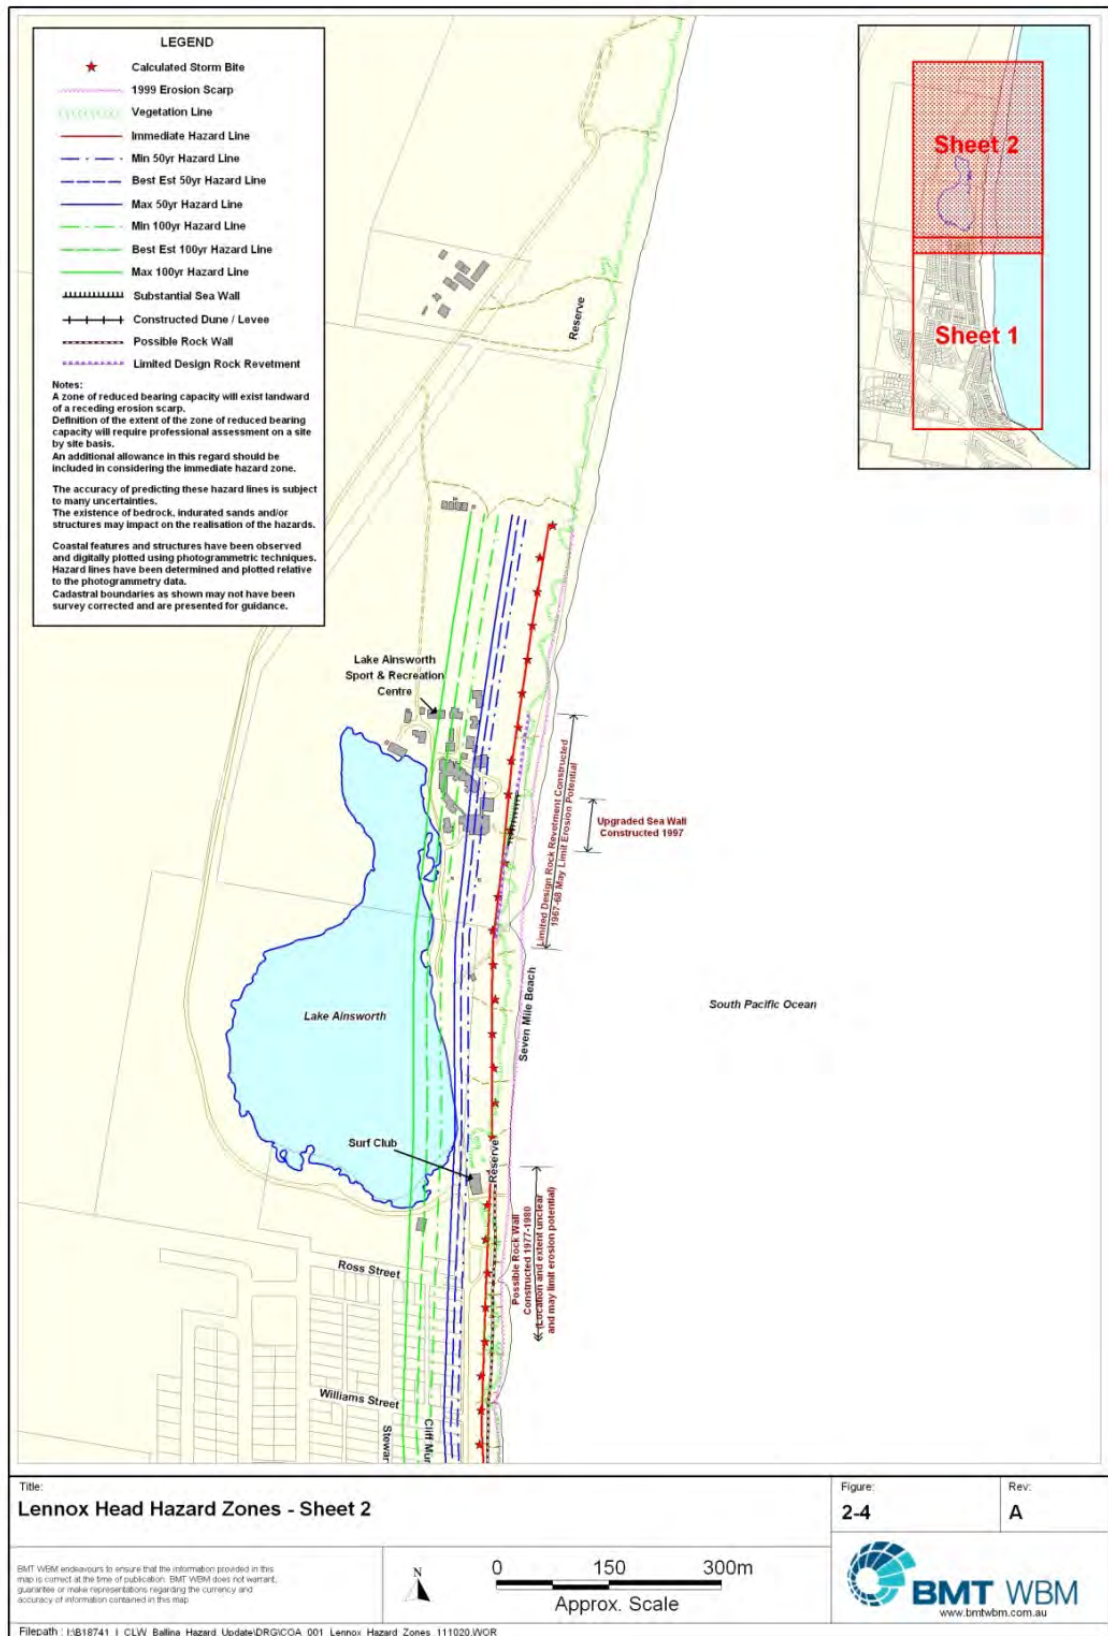 LEGEND
Calculated Storm Bite
1999 Erosion Scarp
Vegetation Line
Immediate Hazard Line
Min 50yr Hazard Line
Best Est 50yr Hazard Line
Max 50yr Hazard Line
Min 100yr Hazard Line
Best Est 100yr Hazard Line
Max 100yr Hazard Line
Substantial Sea Wall
Constructed Dune / Levee
Possible Rock Wall
Limited Design Rock Revetment
Notes:
A zone of reduced bearing capacity will exist landward
of a receding erosion scarp.
Definition of the extent of the zone of reduced bearing
capacity will require professional assessment on a site
by site basis.
An additional allowance in this regard should be
included in considering the immediate hazard zone.
The accuracy of predicting these hazard lines is subject
to many uncertainties.
The existence of bedrock, indurated sands and/or
structures may impact on the realisation of the hazards.
Coastal features and structures have been observed
and digitally plotted using photogrammetric techniques.
Hazard lines have been determined and plotted relative
to the photogrammetry data.
Cadastral boundaries as shown may not have been
survey corrected and are presented for guidance.
Sheet 2
Sheet 1
Reserve
Lake Ainsworth
Sport & Recreation
Centre
Limited Design Rock Revetment Constructed
1967-68 May Limit Erosion Potential
Upgraded Sea Wall
Constructed 1997
Seven Mile Beach
South Pacific Ocean
Lake Ainsworth
Surf Club
Reserve
Possible Rock Wall
Constructed 1977-1980
(Location and extent unclear
and may limit erosion potential)
Ross Street
Williams Street
Stewar
Cliff Mur
Title:
Lennox Head Hazard Zones - Sheet 2
Figure:
2-4
Rev:
A
BMT WBM endeavours to ensure that the information provided in this
map is correct at the time of publication. BMT WBM does not warrant,
guarantee or make representations regarding the currency and
accuracy of information contained in this map.
N
0 150 300m
Approx. Scale
BMT WBM
www.bmtwbm.com.au
Filepath : I:\B18741_I_CLW_Ballina_Hazard_Update\DRG\COA_001_Lennox_Hazard_Zones_111020.WOR